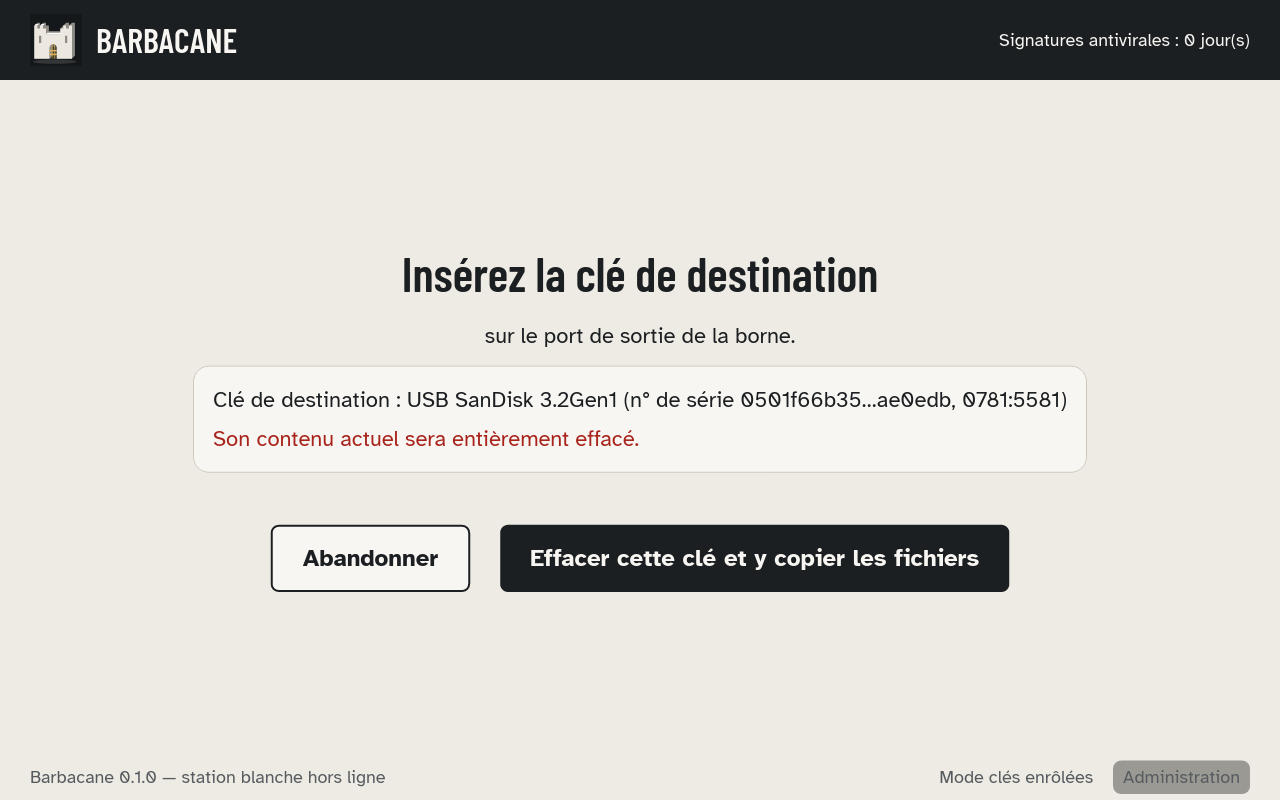 BARBACANE
Signatures antivirales : 0 jour(s)
Insérez la clé de destination
sur le port de sortie de la borne.
Clé de destination : USB SanDisk 3.2Gen1 (n° de série 0501f66b35…ae0edb, 0781:5581)
Son contenu actuel sera entièrement effacé.
Abandonner
Effacer cette clé et y copier les fichiers
Barbacane 0.1.0 — station blanche hors ligne
Mode clés enrôlées
Administration